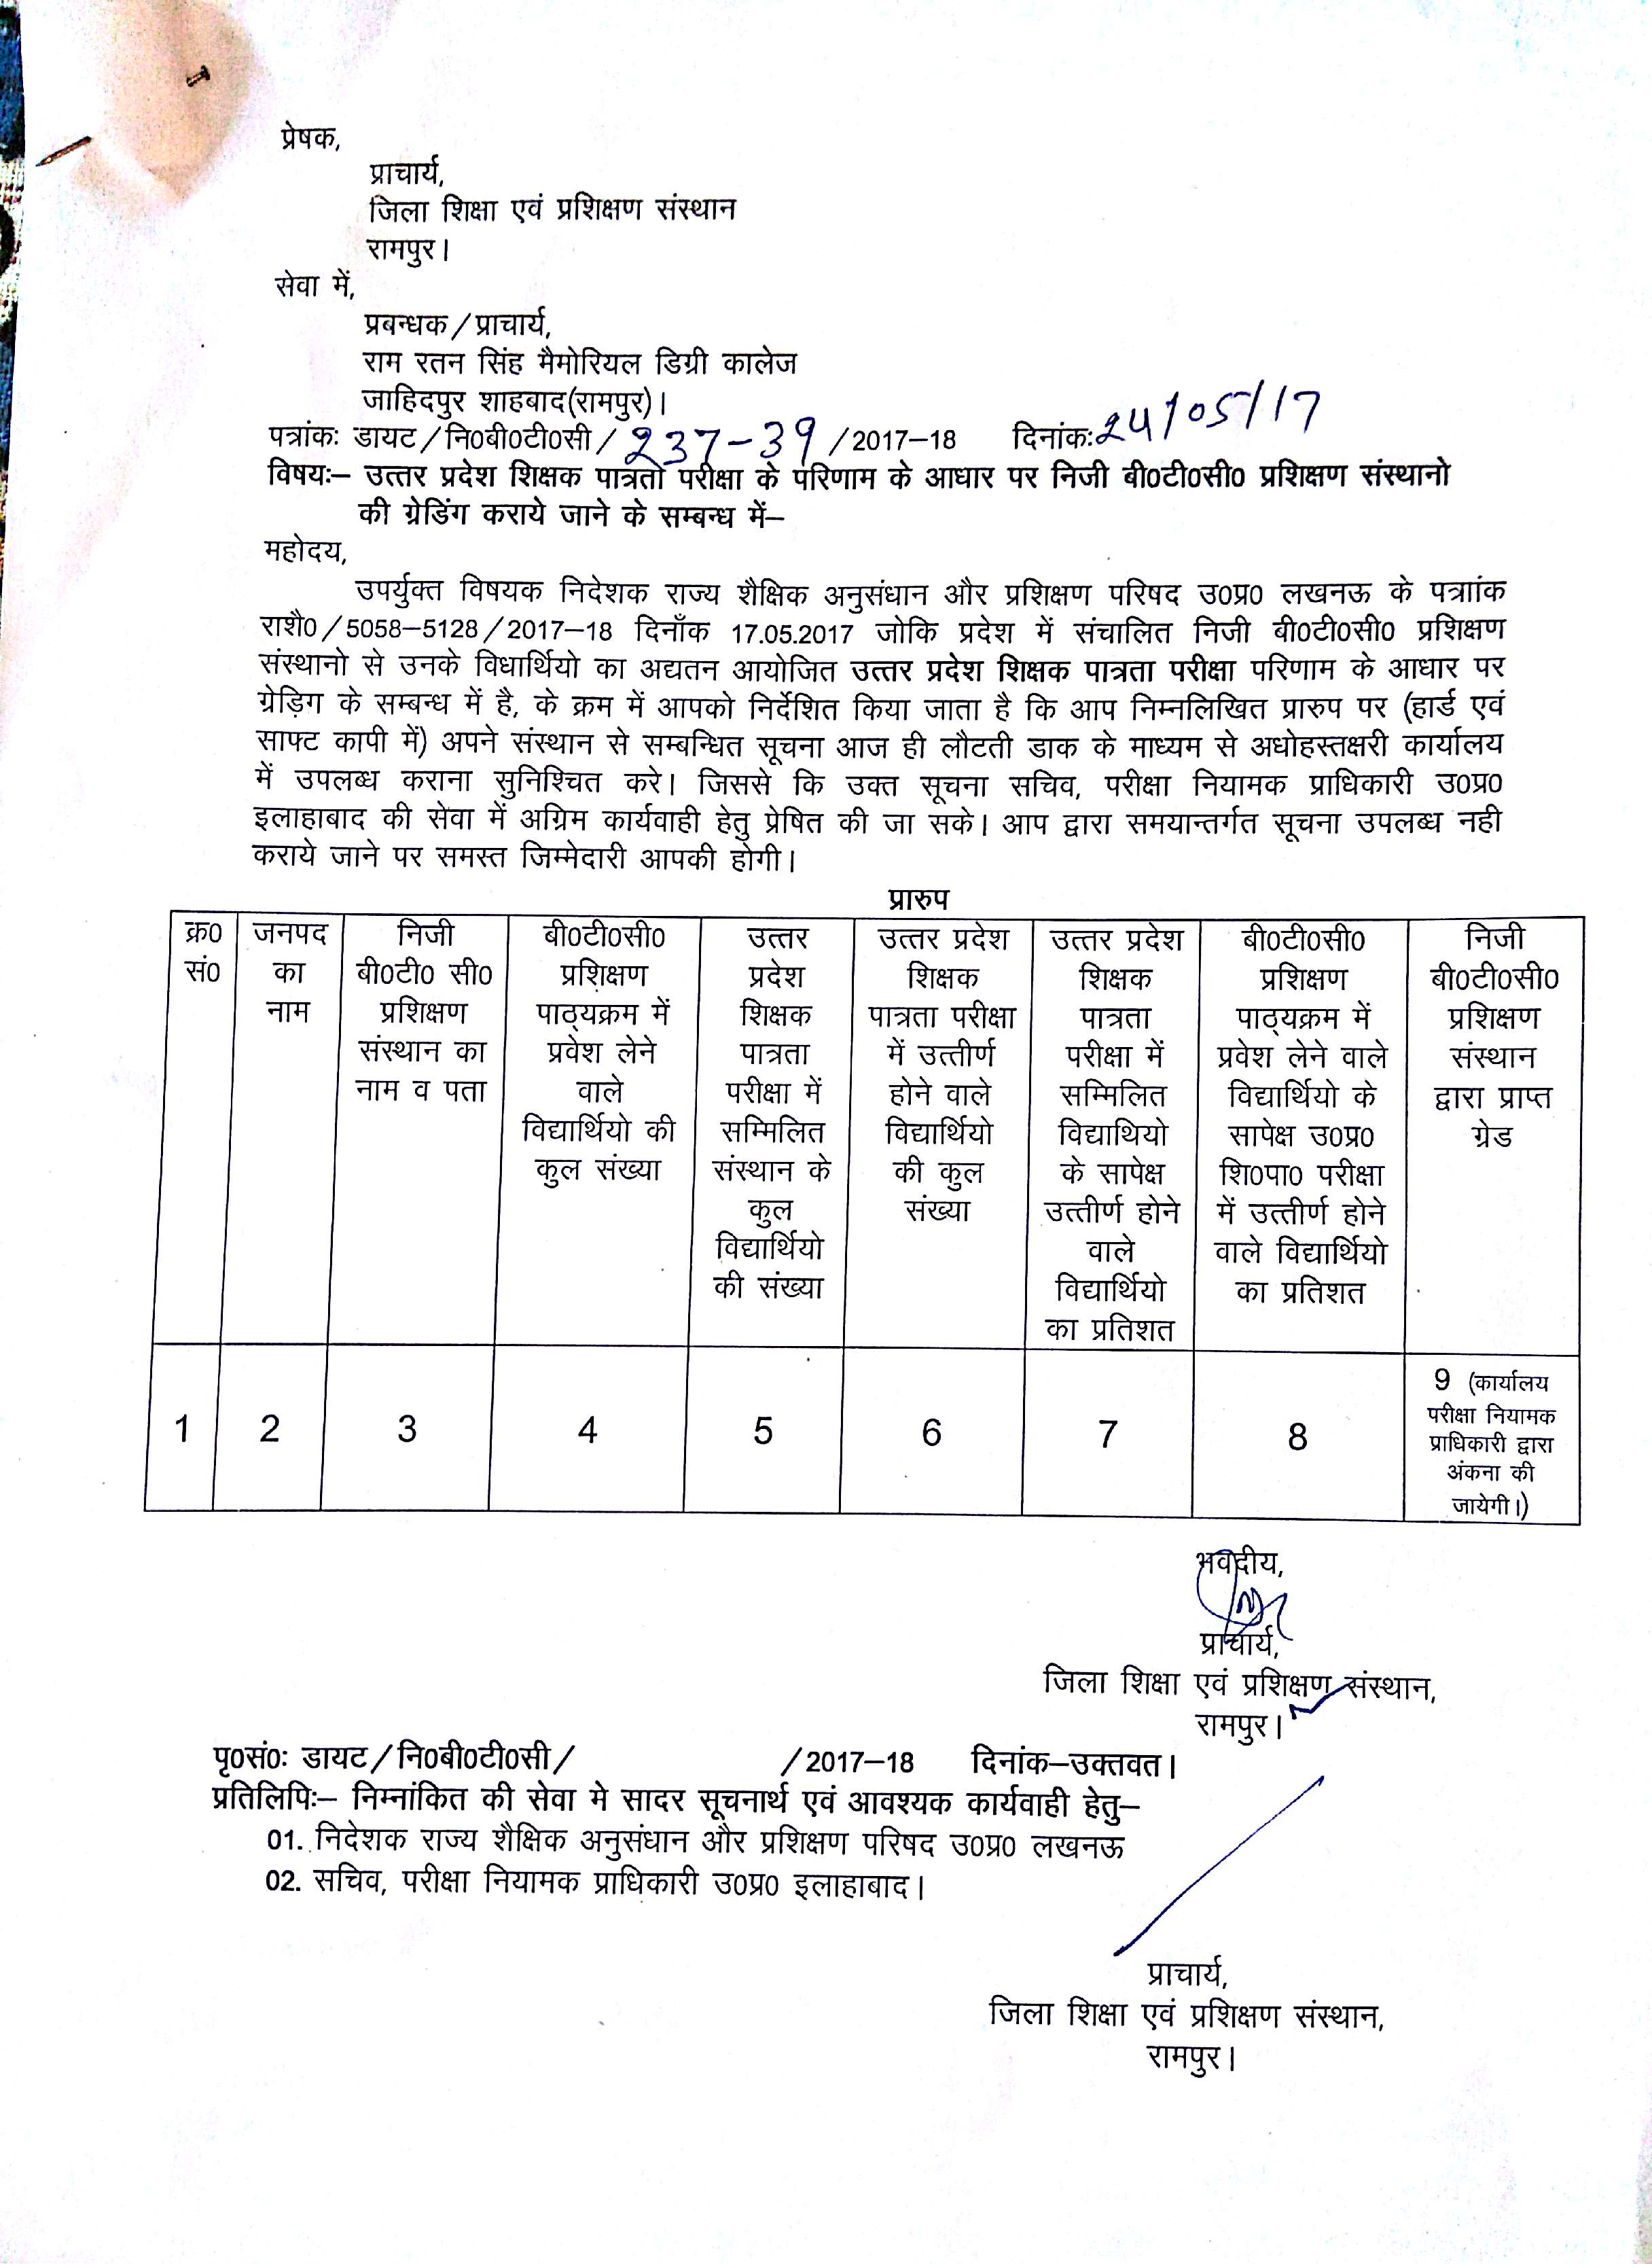 प्रेषक,
प्राचार्य,
जिला शिक्षा एवं प्रशिक्षण संस्थान
रामपुर।
सेवा में,
प्रबन्धक/प्राचार्य,
राम रतन सिंह मैमोरियल डिग्री कालेज
जाहिदपुर शाहबाद(रामपुर)।
पत्रांकः डायट/नि0बी0टी0सी/237-39/2017–18 दिनांकः24/05/17
विषयः– उत्तर प्रदेश शिक्षक पात्रता परीक्षा के परिणाम के आधार पर निजी बी0टी0सी0 प्रशिक्षण संस्थानो
की ग्रेडिंग कराये जाने के सम्बन्ध में–
महोदय,
उपर्युक्त विषयक निदेशक राज्य शैक्षिक अनुसंधान और प्रशिक्षण परिषद उ0प्र0 लखनऊ के पत्राांक
राशै0/5058–5128/2017–18 दिनाँक 17.05.2017 जोकि प्रदेश में संचालित निजी बी0टी0सी0 प्रशिक्षण
संस्थानो से उनके विधार्थियो का अद्यतन आयोजित उत्तर प्रदेश शिक्षक पात्रता परीक्षा परिणाम के आधार पर
ग्रेड़िग के सम्बन्ध में है, के क्रम में आपको निर्देशित किया जाता है कि आप निम्नलिखित प्रारुप पर (हार्ड एवं
साफ्ट कापी में) अपने संस्थान से सम्बन्धित सूचना आज ही लौटती डाक के माध्यम से अधोहस्तक्षरी कार्यालय
में उपलब्ध कराना सुनिश्चित करे। जिससे कि उक्त सूचना सचिव, परीक्षा नियामक प्राधिकारी उ0प्र0
इलाहाबाद की सेवा में अग्रिम कार्यवाही हेतु प्रेषित की जा सके। आप द्वारा समयान्तर्गत सूचना उपलब्ध नही
कराये जाने पर समस्त जिम्मेदारी आपकी होगी।
प्रारुप
क्र0
सं0
जनपद
का
नाम
निजी
बी0टी0 सी0
प्रशिक्षण
संस्थान का
नाम व पता
बी0टी0सी0
प्रशिक्षण
पाठ्यक्रम में
प्रवेश लेने
वाले
विद्यार्थियो की
कुल संख्या
उत्तर
प्रदेश
शिक्षक
पात्रता
परीक्षा में
सम्मिलित
संस्थान के
कुल
विद्यार्थियो
की संख्या
उत्तर प्रदेश
शिक्षक
पात्रता परीक्षा
में उत्तीर्ण
होने वाले
विद्यार्थियो
की कुल
संख्या
उत्तर प्रदेश
शिक्षक
पात्रता
परीक्षा में
सम्मिलित
विद्याथियो
के सापेक्ष
उत्तीर्ण होने
वाले
विद्यार्थियो
का प्रतिशत
बी0टी0सी0
प्रशिक्षण
पाठ्यक्रम में
प्रवेश लेने वाले
विद्यार्थियो के
सापेक्ष उ0प्र0
शि0पा0 परीक्षा
में उत्तीर्ण होने
वाले विद्यार्थियो
का प्रतिशत
निजी
बी0टी0सी0
प्रशिक्षण
संस्थान
द्वारा प्राप्त
ग्रेड
1 2 3 4 5 6 7 8
9 (कार्यालय
परीक्षा नियामक
प्राधिकारी द्वारा
अंकना की
जायेगी।)
भवदीय,
प्राचार्य,
जिला शिक्षा एवं प्रशिक्षण संस्थान,
रामपुर।
पृ0सं0ः डायट/नि0बी0टी0सी/ /2017–18 दिनांक–उक्तवत।
प्रतिलिपिः– निम्नांकित की सेवा मे सादर सूचनार्थ एवं आवश्यक कार्यवाही हेतु–
01. निदेशक राज्य शैक्षिक अनुसंधान और प्रशिक्षण परिषद उ0प्र0 लखनऊ
02. सचिव, परीक्षा नियामक प्राधिकारी उ0प्र0 इलाहाबाद।
प्राचार्य,
जिला शिक्षा एवं प्रशिक्षण संस्थान,
रामपुर।